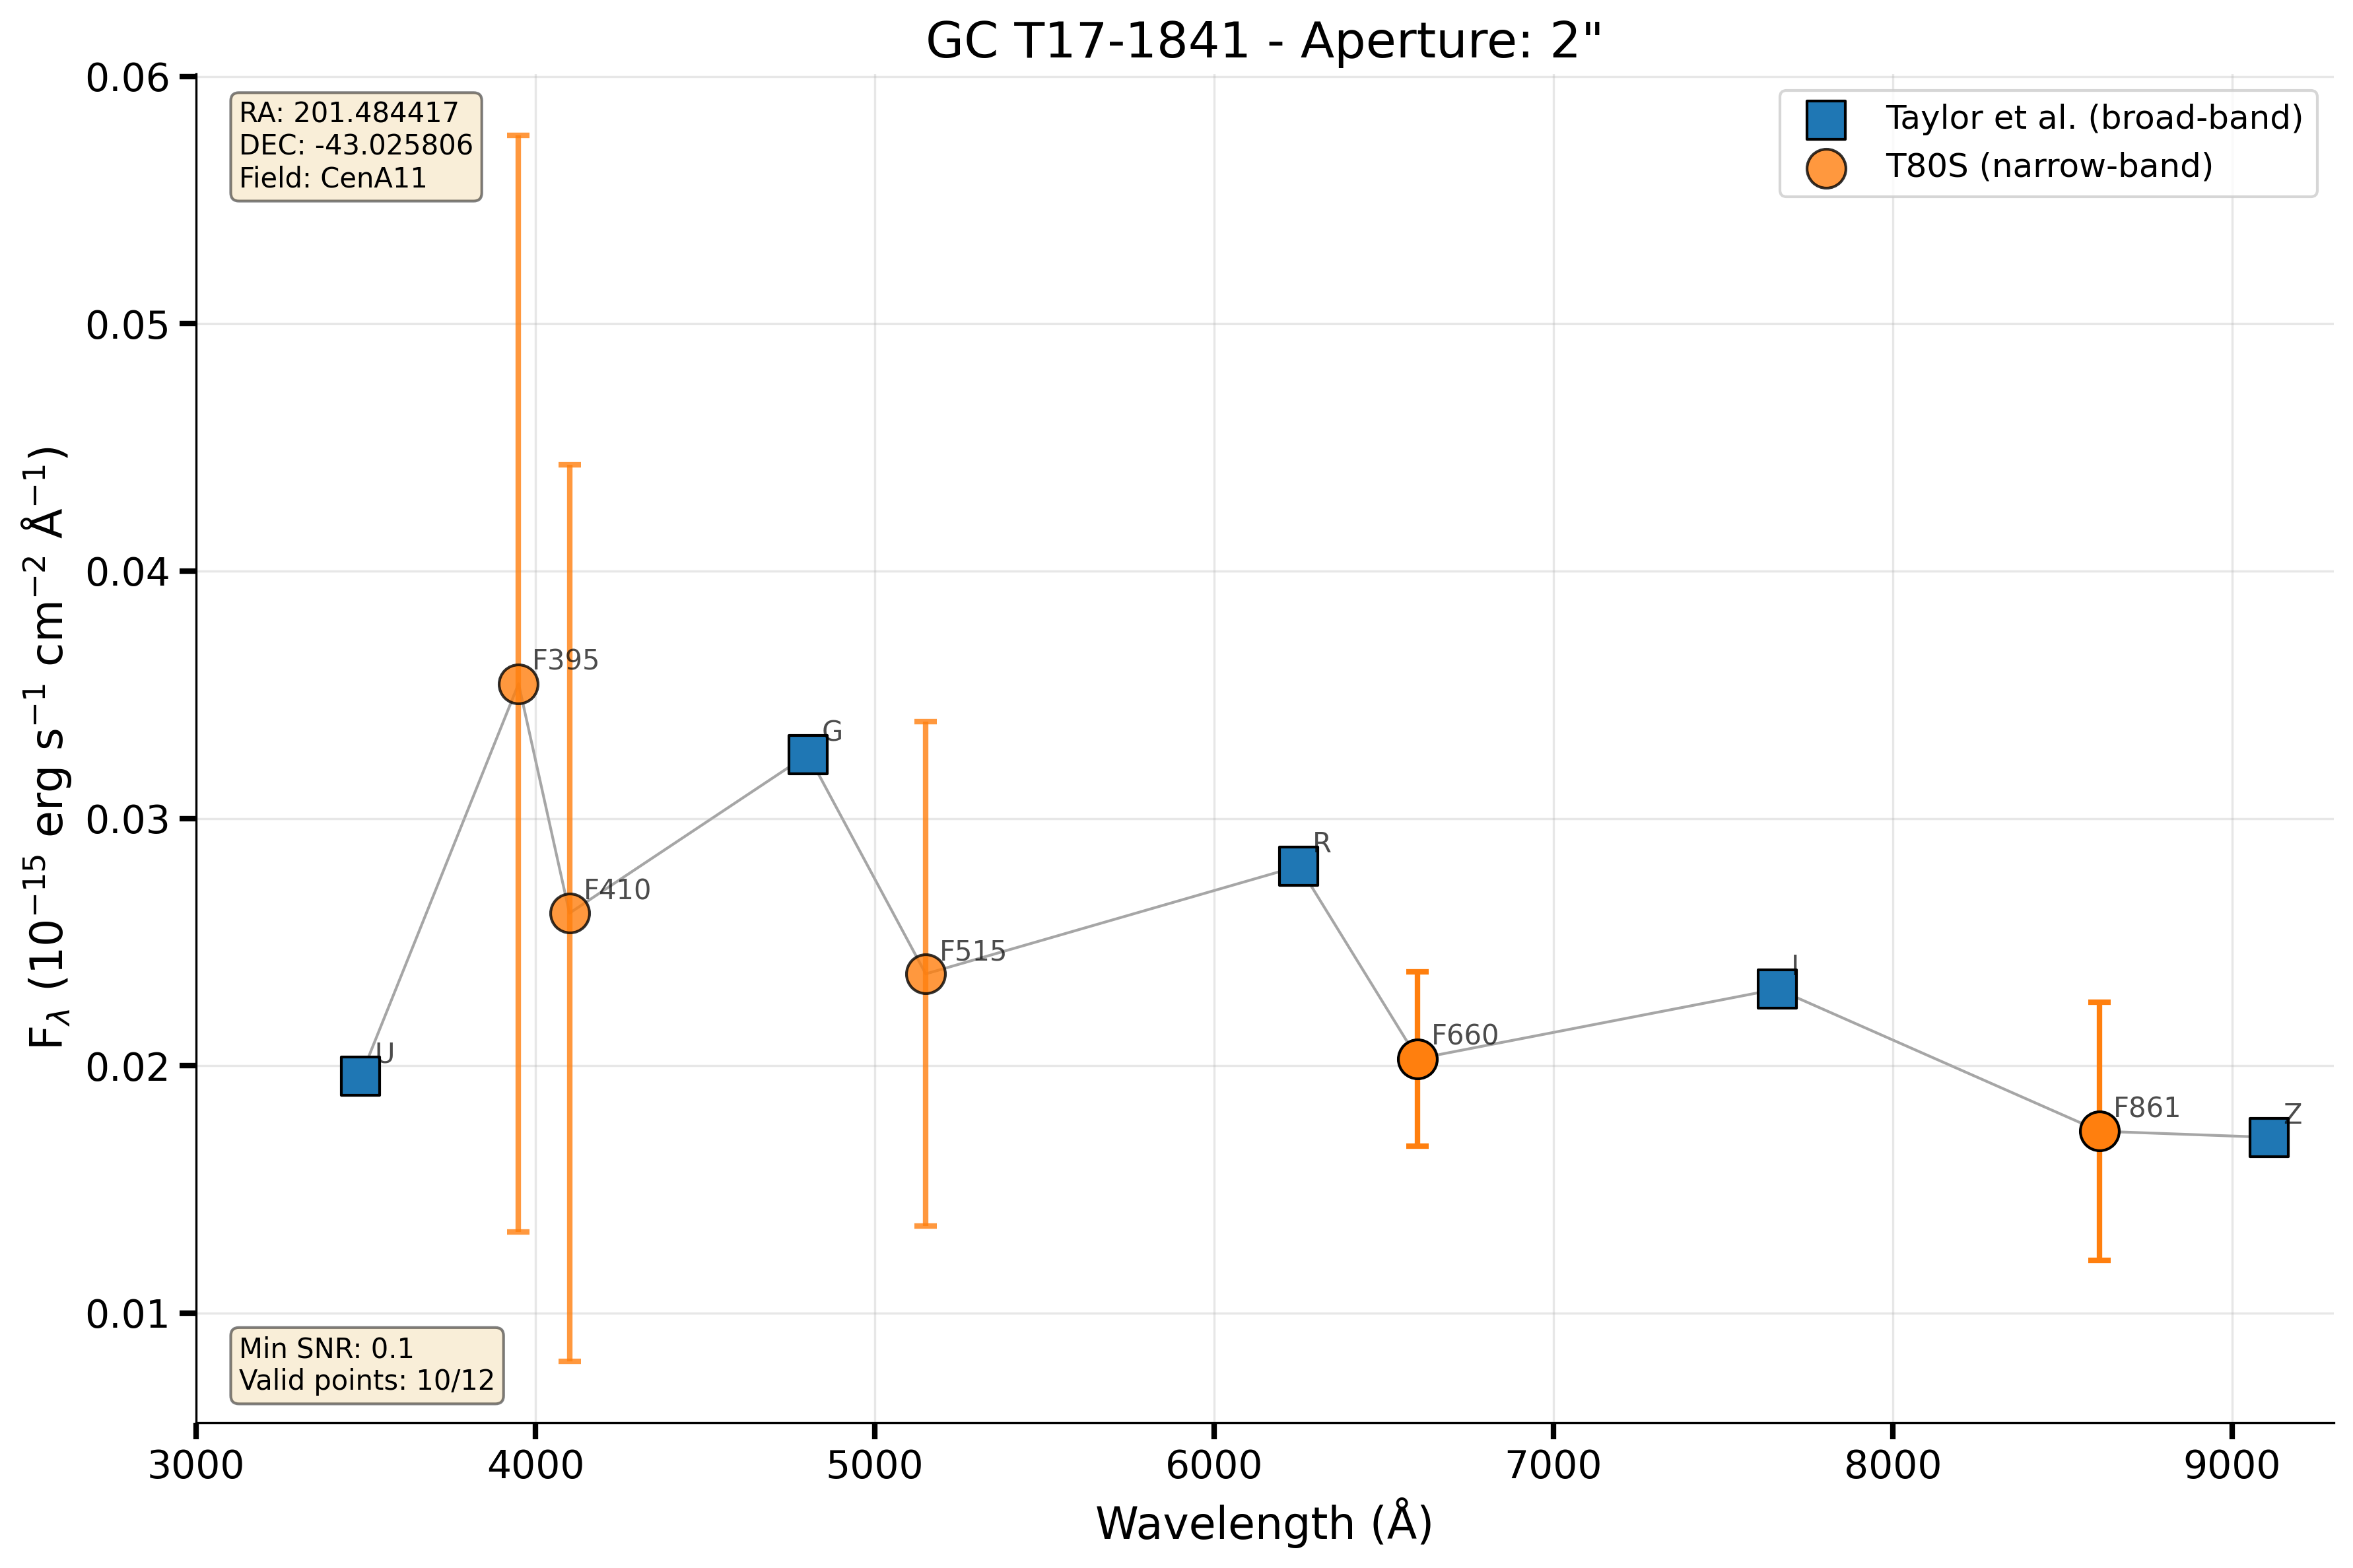 GC T17-1841 - Aperture: 2"
RA: 201.484417
DEC: -43.025806
Field: CenA11
Taylor et al. (broad-band)
T80S (narrow-band)
0.06
0.05
0.04
0.03
0.02
0.01
F_λ (10⁻¹⁵ erg s⁻¹ cm⁻² Å⁻¹)
U
F395
F410
G
F515
R
F660
I
F861
Z
Min SNR: 0.1
Valid points: 10/12
3000 4000 5000 6000 7000 8000 9000
Wavelength (Å)